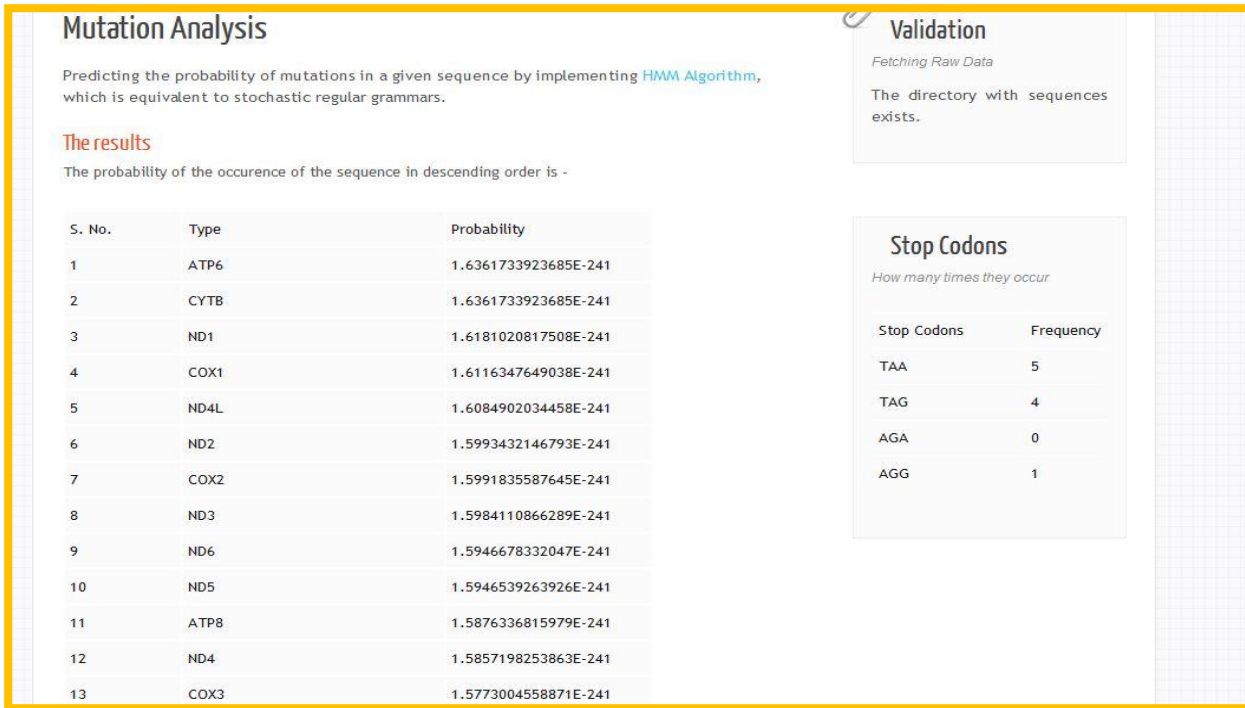 Mutation Analysis
Predicting the probability of mutations in a given sequence by implementing HMM Algorithm,
which is equivalent to stochastic regular grammars.
The results
The probability of the occurence of the sequence in descending order is -
S. No. Type Probability
1 ATP6 1.6361733923685E-241
2 CYTB 1.6361733923685E-241
3 ND1 1.6181020817508E-241
4 COX1 1.6116347649038E-241
5 ND4L 1.6084902034458E-241
6 ND2 1.5993432146793E-241
7 COX2 1.5991835587645E-241
8 ND3 1.5984110866289E-241
9 ND6 1.5946678332047E-241
10 ND5 1.5946539263926E-241
11 ATP8 1.5876336815979E-241
12 ND4 1.5857198253863E-241
13 COX3 1.5773004558871E-241
Validation
Fetching Raw Data
The directory with sequences
exists.
Stop Codons
How many times they occur
Stop Codons Frequency
TAA 5
TAG 4
AGA 0
AGG 1